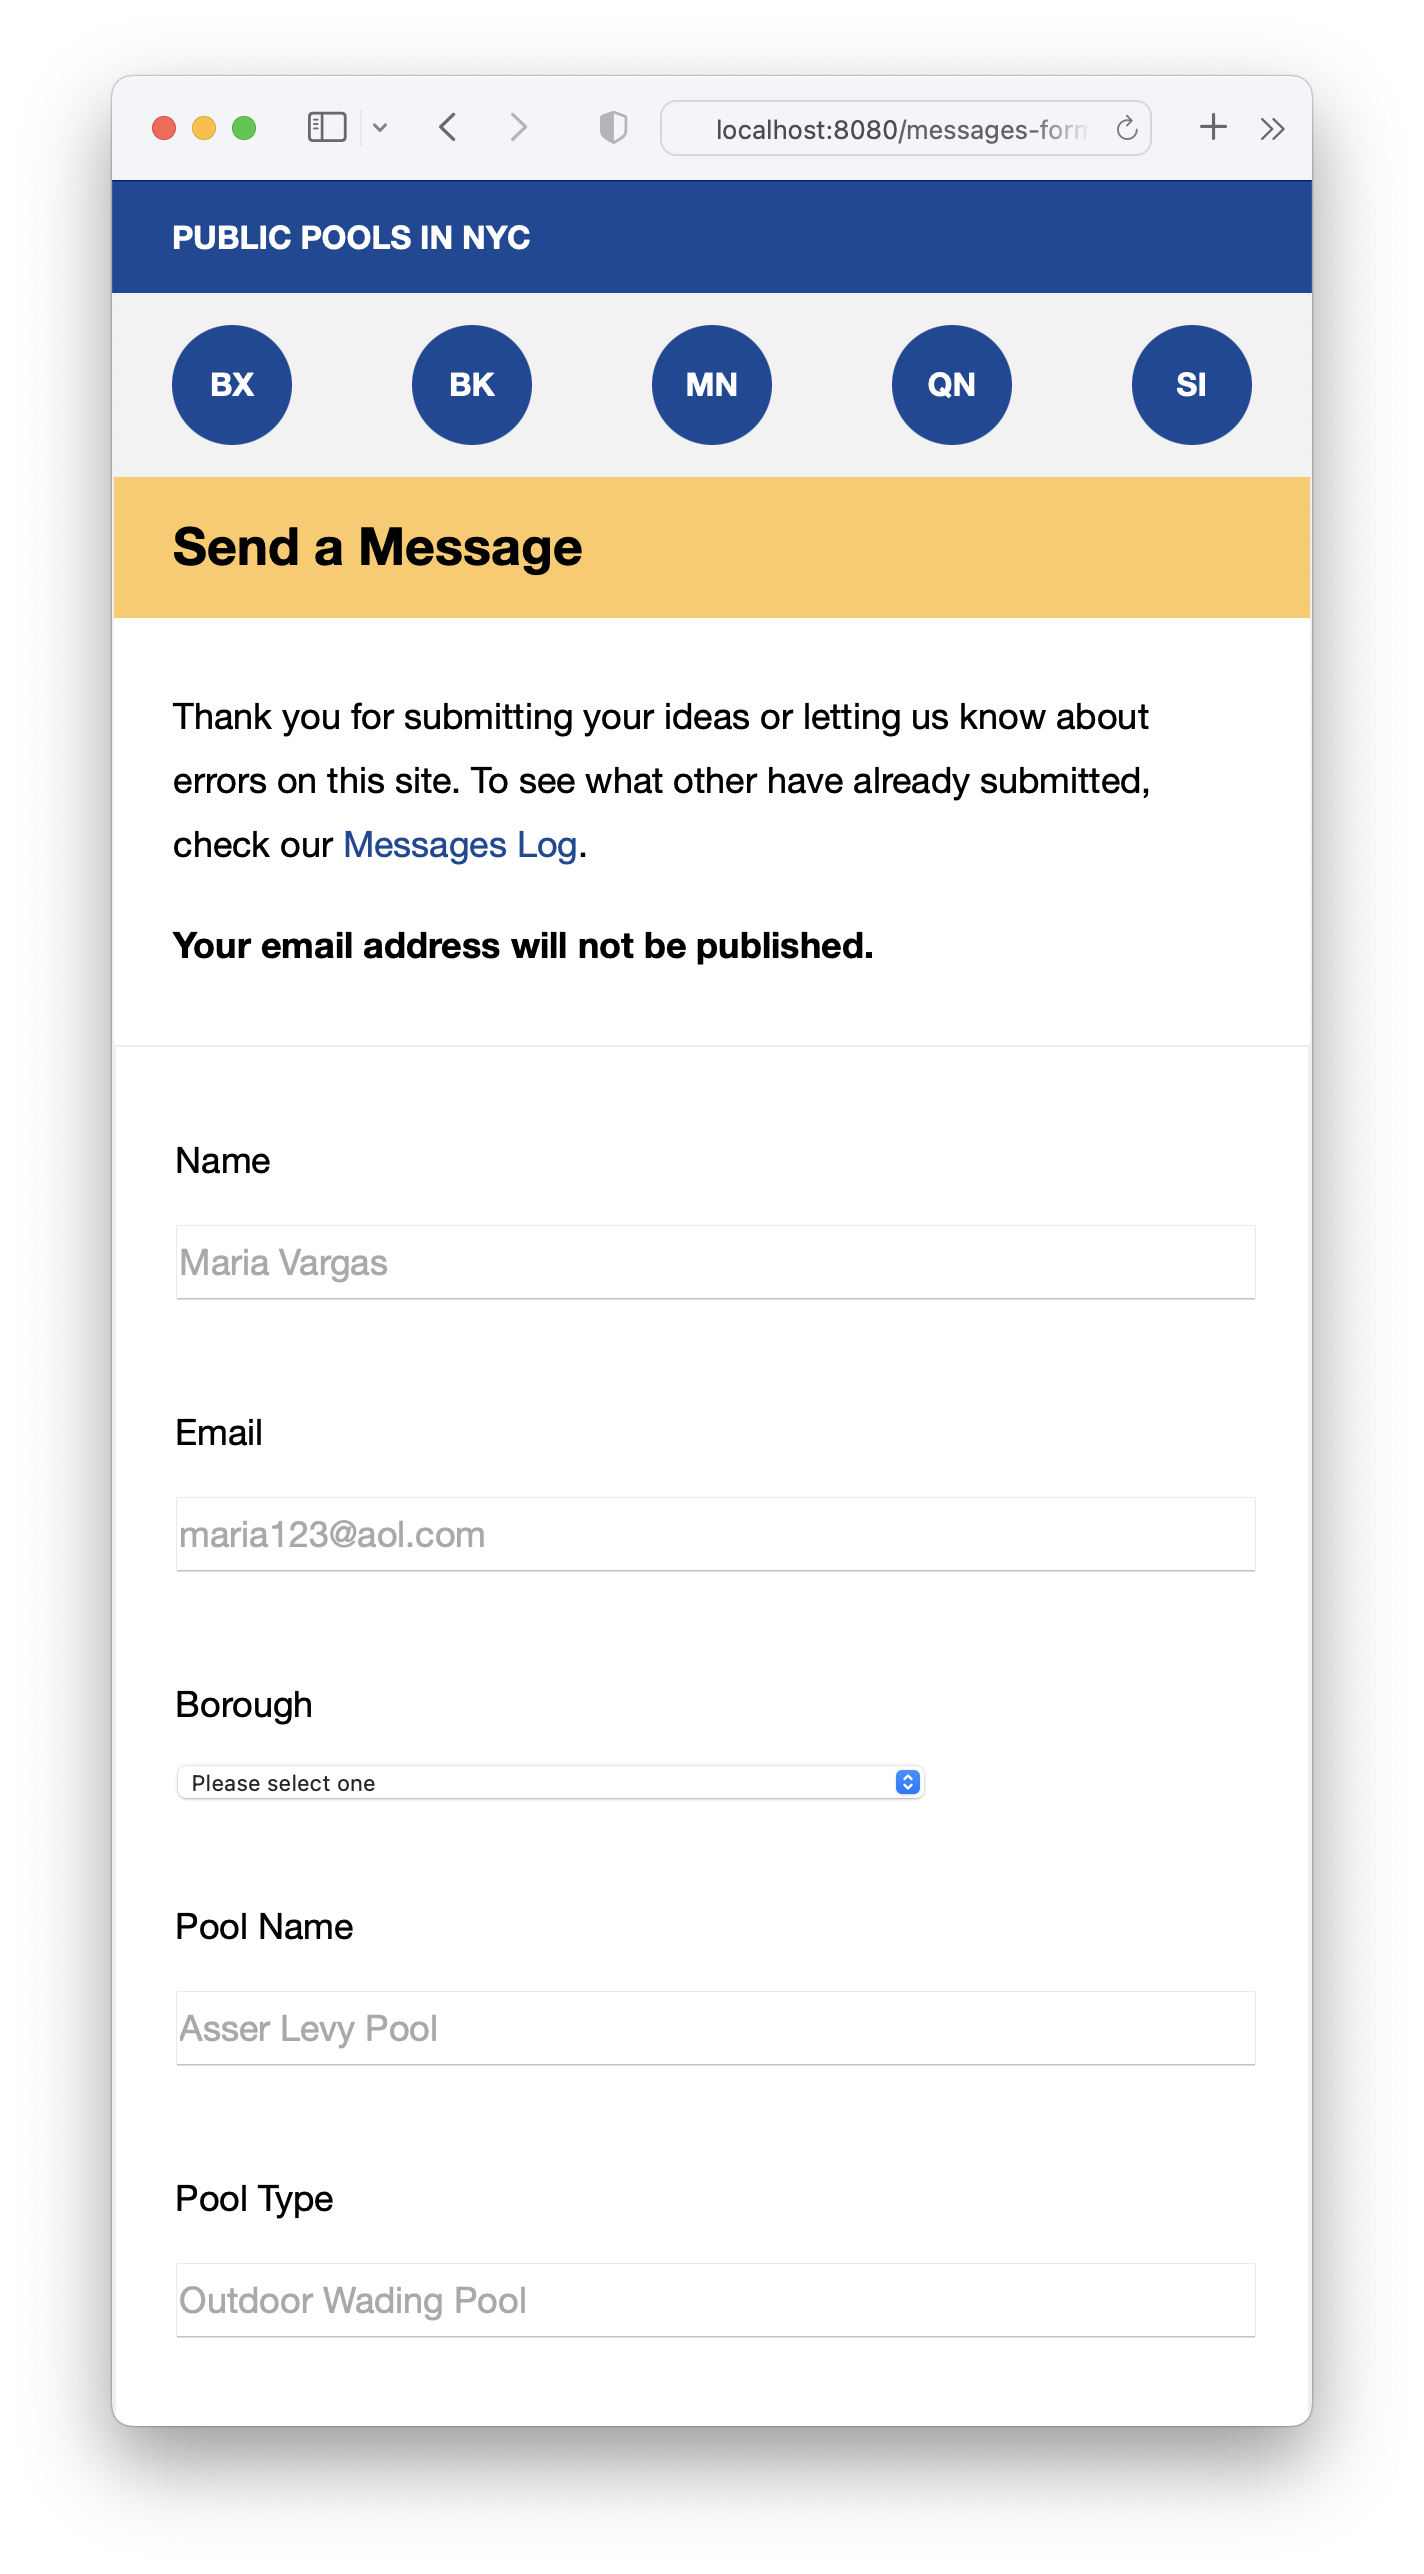 localhost:8080/messages-form
PUBLIC POOLS IN NYC
BX BK MN QN SI
Send a Message
Thank you for submitting your ideas or letting us know about
errors on this site. To see what other have already submitted,
check our Messages Log.
Your email address will not be published.
Name
Maria Vargas
Email
maria123@aol.com
Borough
Please select one
Pool Name
Asser Levy Pool
Pool Type
Outdoor Wading Pool